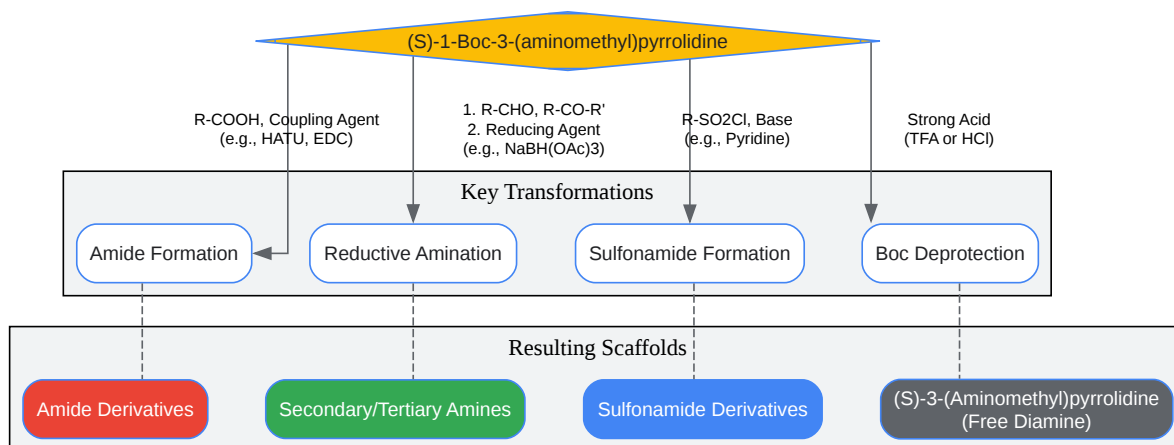 (S)-1-Boc-3-(aminomethyl)pyrrolidine
R-COOH, Coupling Agent
(e.g., HATU, EDC)
1. R-CHO, R-CO-R'
2. Reducing Agent
(e.g., NaBH(OAc)3)
R-SO2Cl, Base
(e.g., Pyridine)
Strong Acid
(TFA or HCl)
Key Transformations
Amide Formation
Reductive Amination
Sulfonamide Formation
Boc Deprotection
Resulting Scaffolds
Amide Derivatives
Secondary/Tertiary Amines
Sulfonamide Derivatives
(S)-3-(Aminomethyl)pyrrolidine
(Free Diamine)